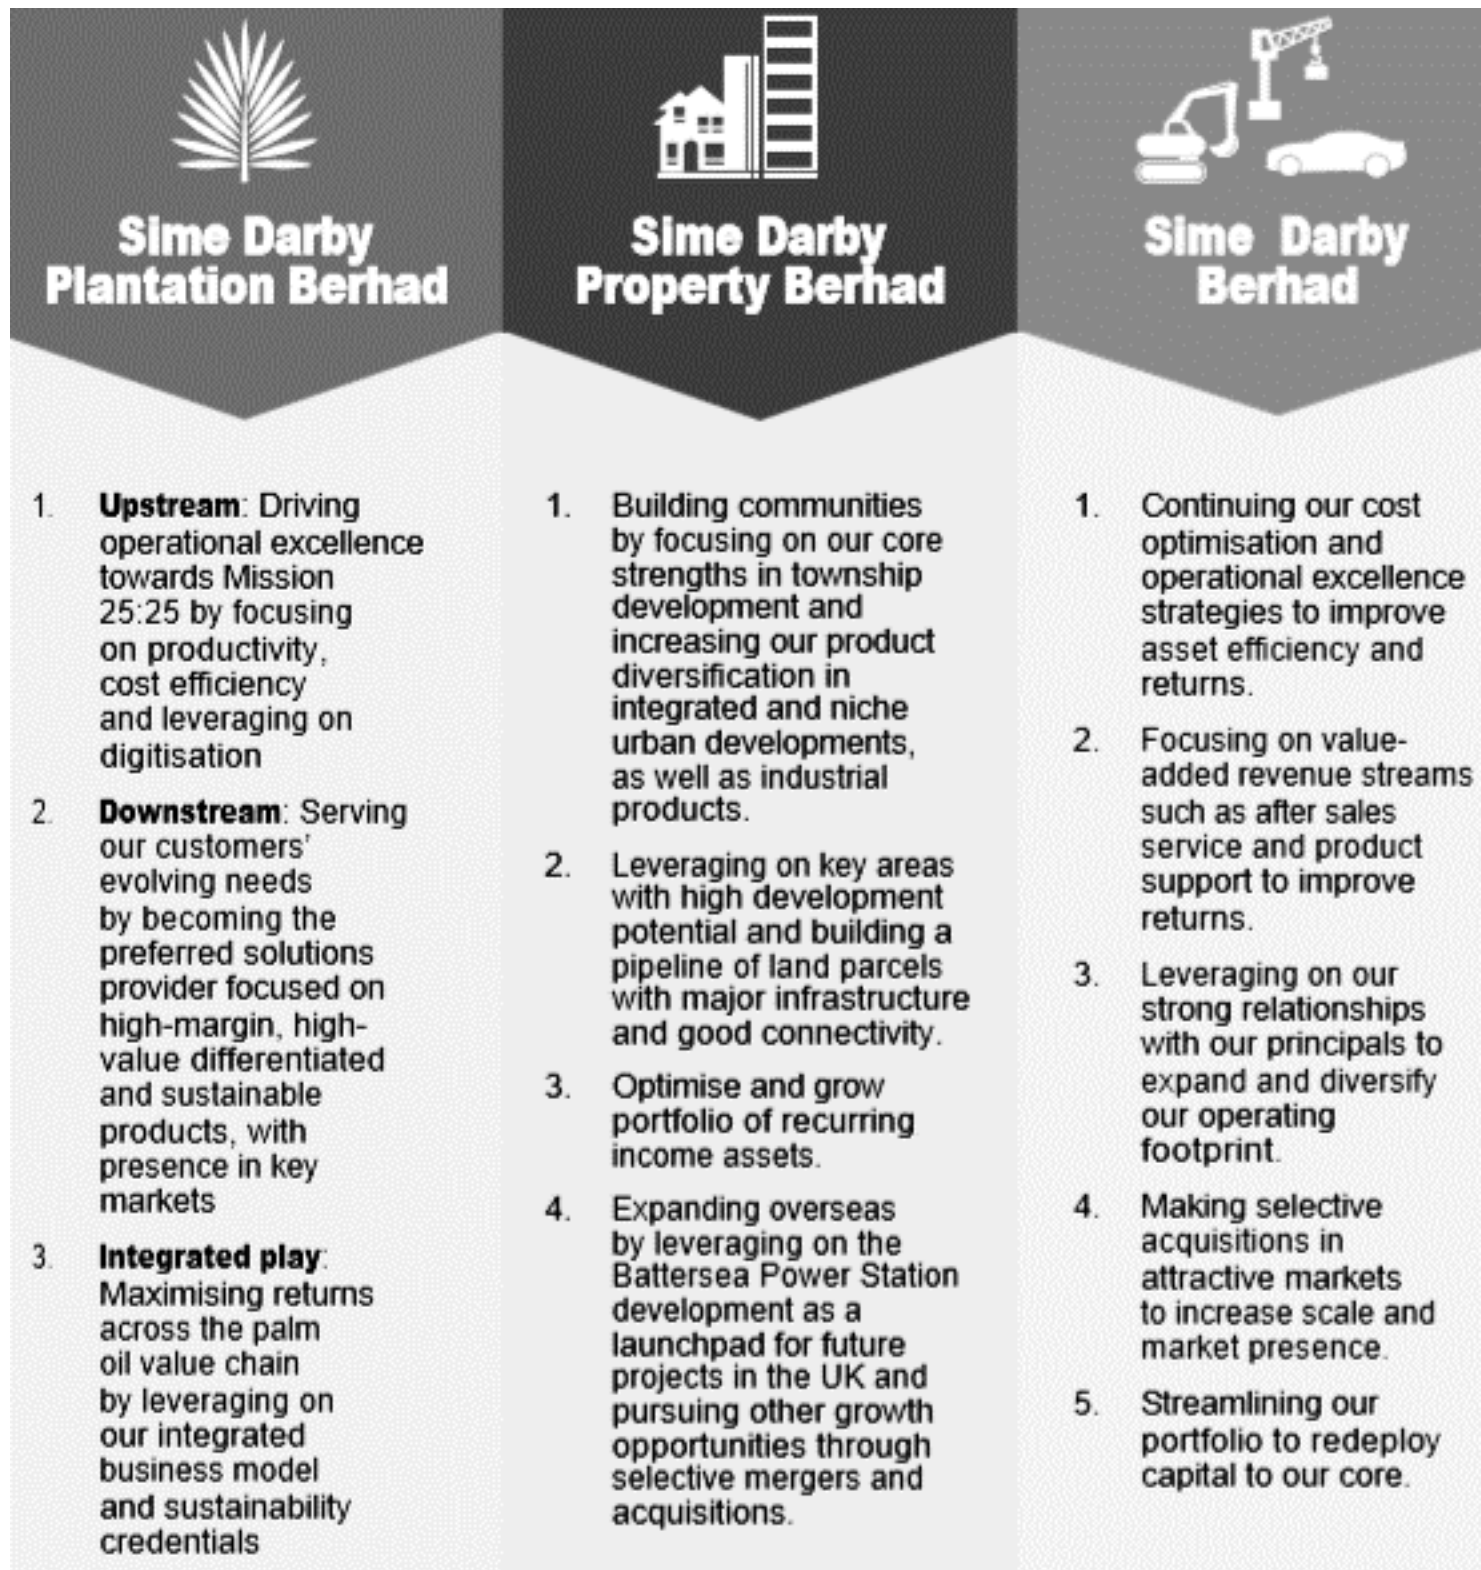 Sime Darby
Plantation Berhad
1. Upstream: Driving
operational excellence
towards Mission
25:25 by focusing
on productivity,
cost efficiency
and leveraging on
digitisation
2. Downstream: Serving
our customers'
evolving needs
by becoming the
preferred solutions
provider focused on
high-margin, high-
value differentiated
and sustainable
products, with
presence in key
markets
3. Integrated play:
Maximising returns
across the palm
oil value chain
by leveraging on
our integrated
business model
and sustainability
credentials
Sime Darby
Property Berhad
1. Building communities
by focusing on our core
strengths in township
development and
increasing our product
diversification in
integrated and niche
urban developments,
as well as industrial
products.
2. Leveraging on key areas
with high development
potential and building a
pipeline of land parcels
with major infrastructure
and good connectivity.
3. Optimise and grow
portfolio of recurring
income assets.
4. Expanding overseas
by leveraging on the
Battersea Power Station
development as a
launchpad for future
projects in the UK and
pursuing other growth
opportunities through
selective mergers and
acquisitions.
Sime Darby
Berhad
1. Continuing our cost
optimisation and
operational excellence
strategies to improve
asset efficiency and
returns.
2. Focusing on value-
added revenue streams
such as after sales
service and product
support to improve
returns.
3. Leveraging on our
strong relationships
with our principals to
expand and diversify
our operating
footprint.
4. Making selective
acquisitions in
attractive markets
to increase scale and
market presence.
5. Streamlining our
portfolio to redeploy
capital to our core.